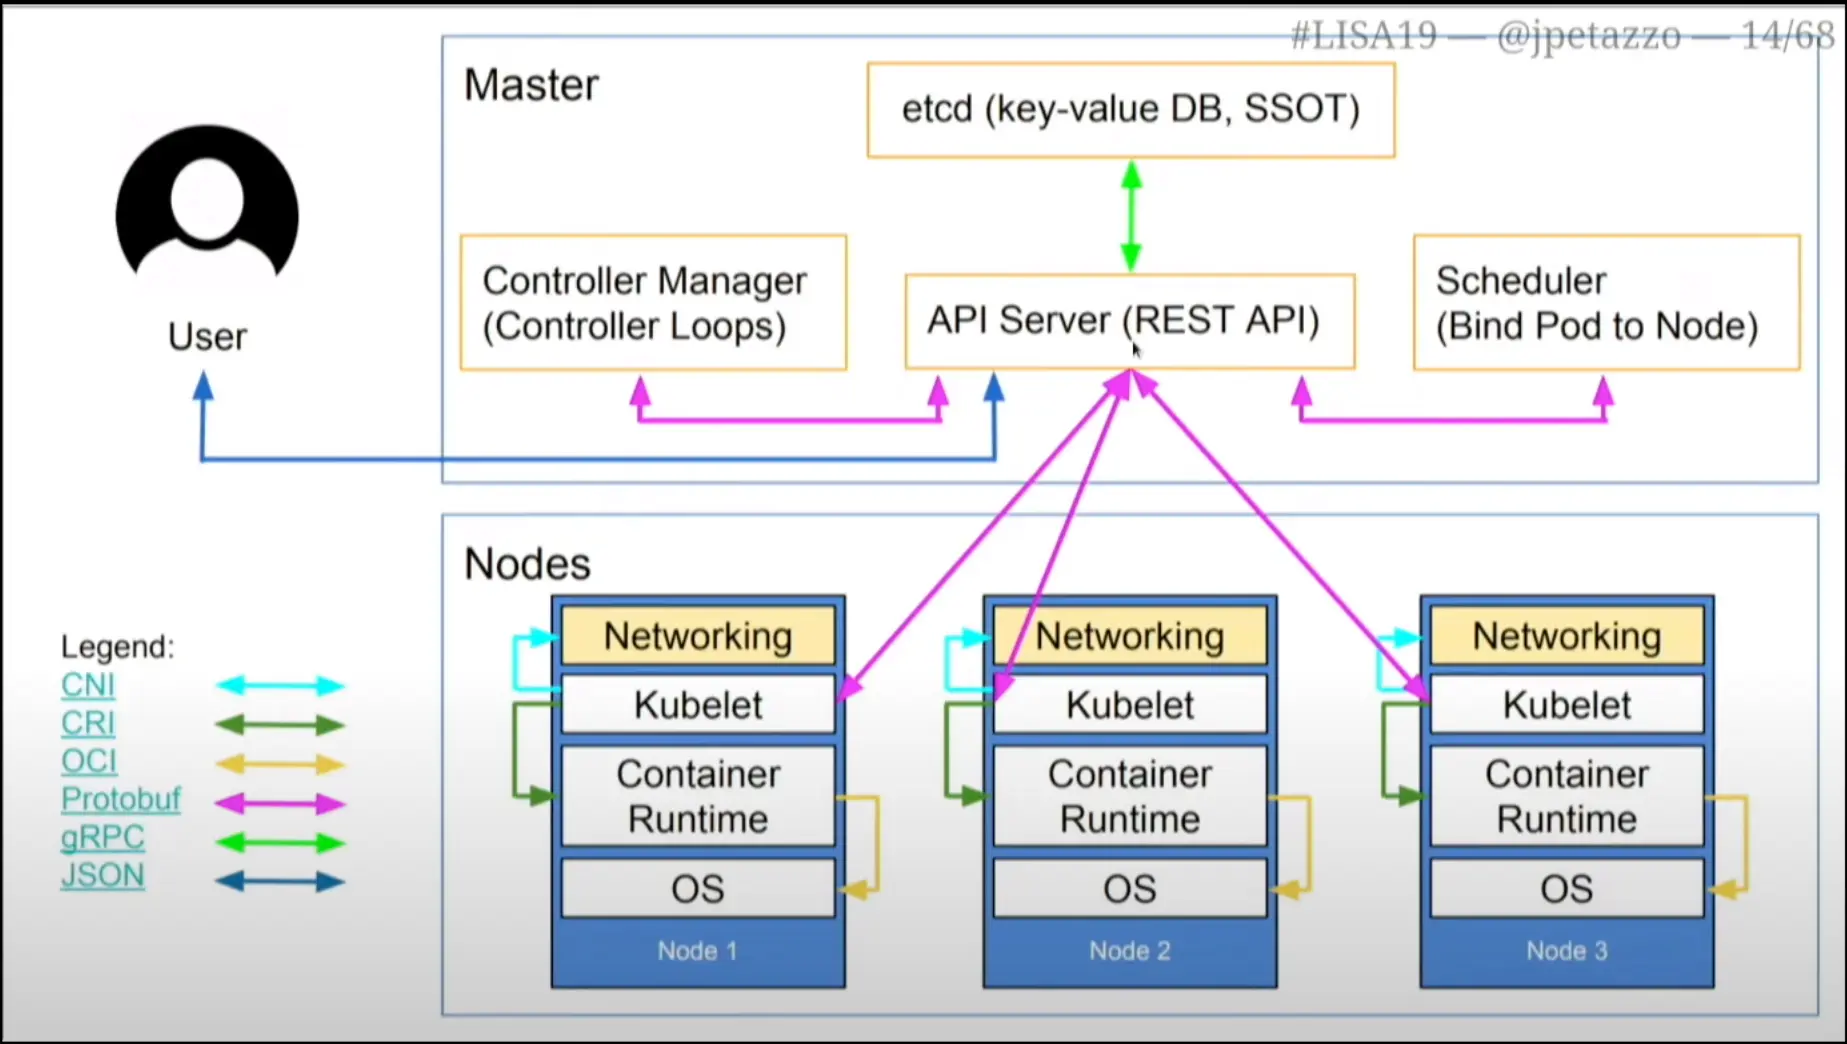 #LISA19 — @jpetazzo — 14/68
Master
etcd (key-value DB, SSOT)
Controller Manager
(Controller Loops)
API Server (REST API)
Scheduler
(Bind Pod to Node)
User
Nodes
Networking
Kubelet
Container
Runtime
OS
Node 1
Networking
Kubelet
Container
Runtime
OS
Node 2
Networking
Kubelet
Container
Runtime
OS
Node 3
Legend:
CNI
CRI
OCI
Protobuf
gRPC
JSON